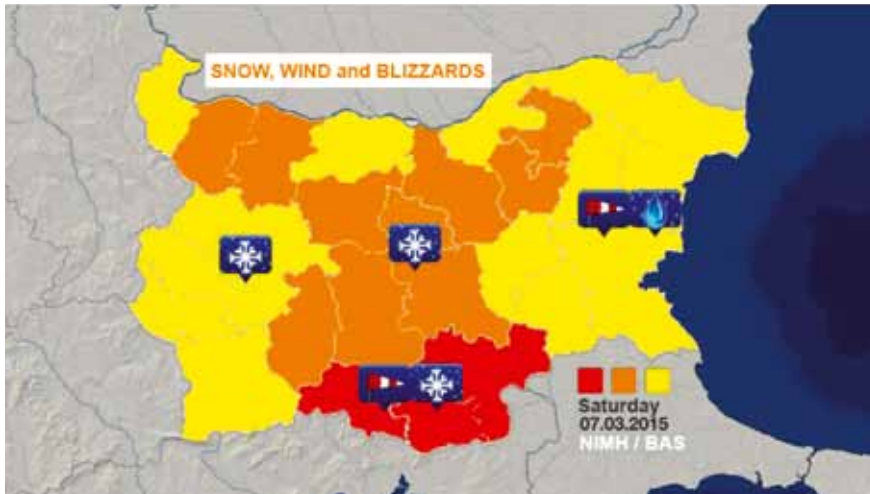 SNOW, WIND and BLIZZARDS
Saturday
07.03.2015
NIMH / BAS